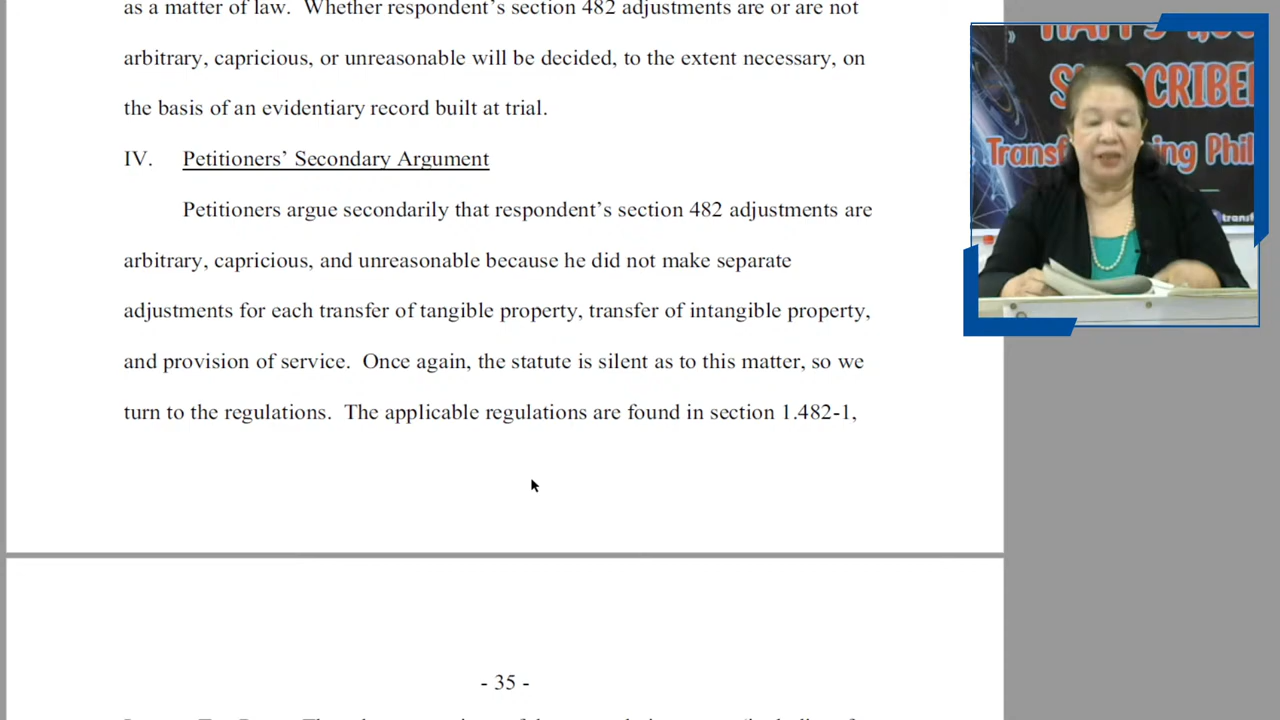 as a matter of law. Whether respondent's section 482 adjustments are or are not
arbitrary, capricious, or unreasonable will be decided, to the extent necessary, on
the basis of an evidentiary record built at trial.
IV. Petitioners' Secondary Argument
Petitioners argue secondarily that respondent's section 482 adjustments are
arbitrary, capricious, and unreasonable because he did not make separate
adjustments for each transfer of tangible property, transfer of intangible property,
and provision of service. Once again, the statute is silent as to this matter, so we
turn to the regulations. The applicable regulations are found in section 1.482-1,
- 35 -